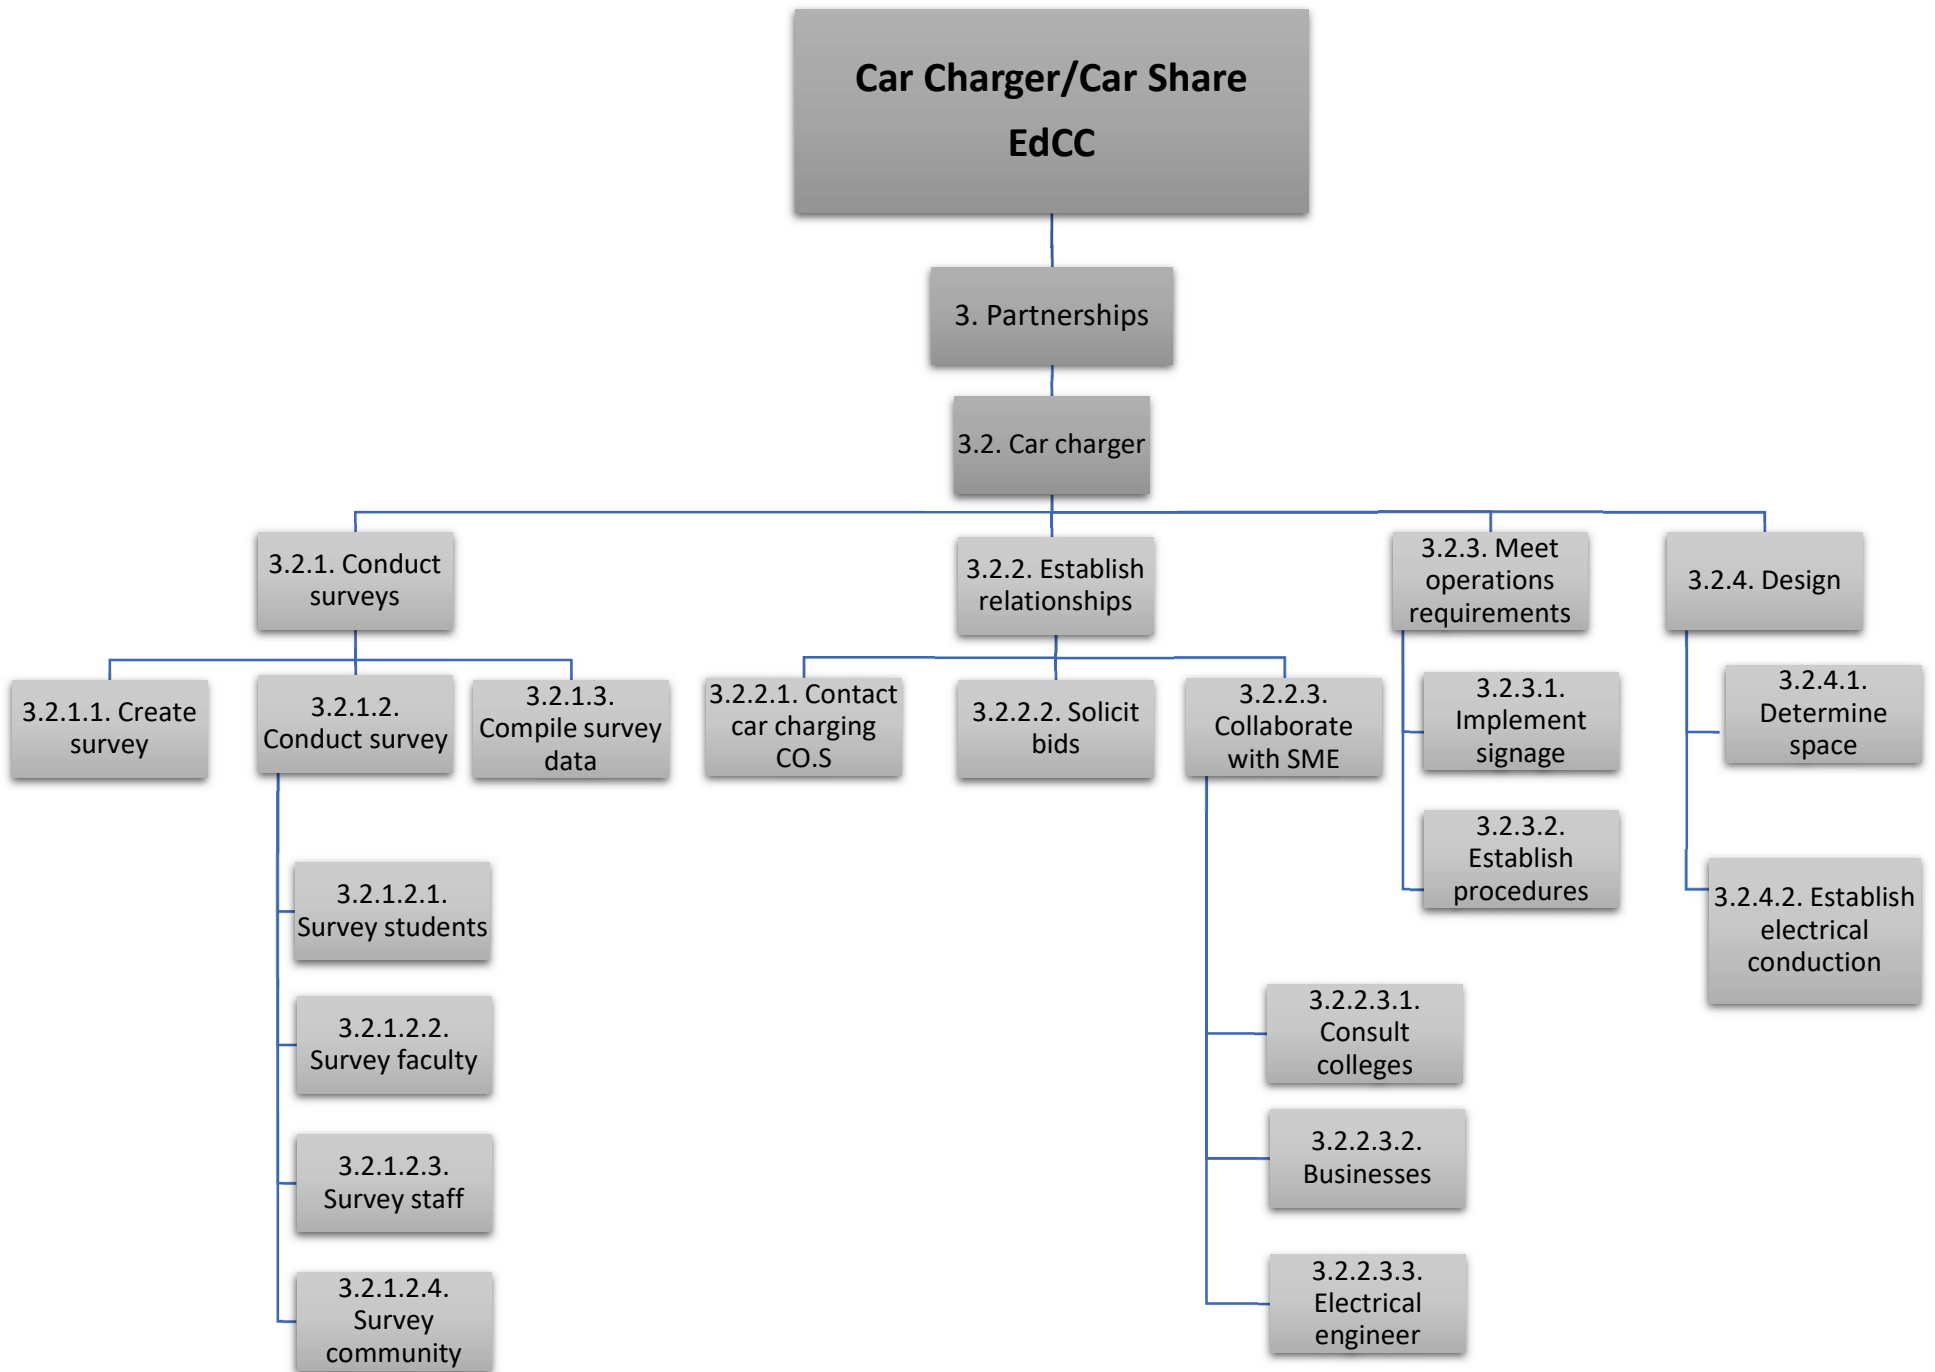 Car Charger/Car Share
EdCC
3. Partnerships
3.2. Car charger
3.2.1. Conduct
surveys
3.2.2. Establish
relationships
3.2.3. Meet
operations
requirements
3.2.4. Design
3.2.1.1. Create
survey
3.2.1.2.
Conduct survey
3.2.1.3.
Compile survey
data
3.2.2.1. Contact
car charging
CO.S
3.2.2.2. Solicit
bids
3.2.2.3.
Collaborate
with SME
3.2.3.1.
Implement
signage
3.2.4.1.
Determine
space
3.2.3.2.
Establish
procedures
3.2.4.2. Establish
electrical
conduction
3.2.1.2.1.
Survey students
3.2.1.2.2.
Survey faculty
3.2.1.2.3.
Survey staff
3.2.1.2.4.
Survey
community
3.2.2.3.1.
Consult
colleges
3.2.2.3.2.
Businesses
3.2.2.3.3.
Electrical
engineer